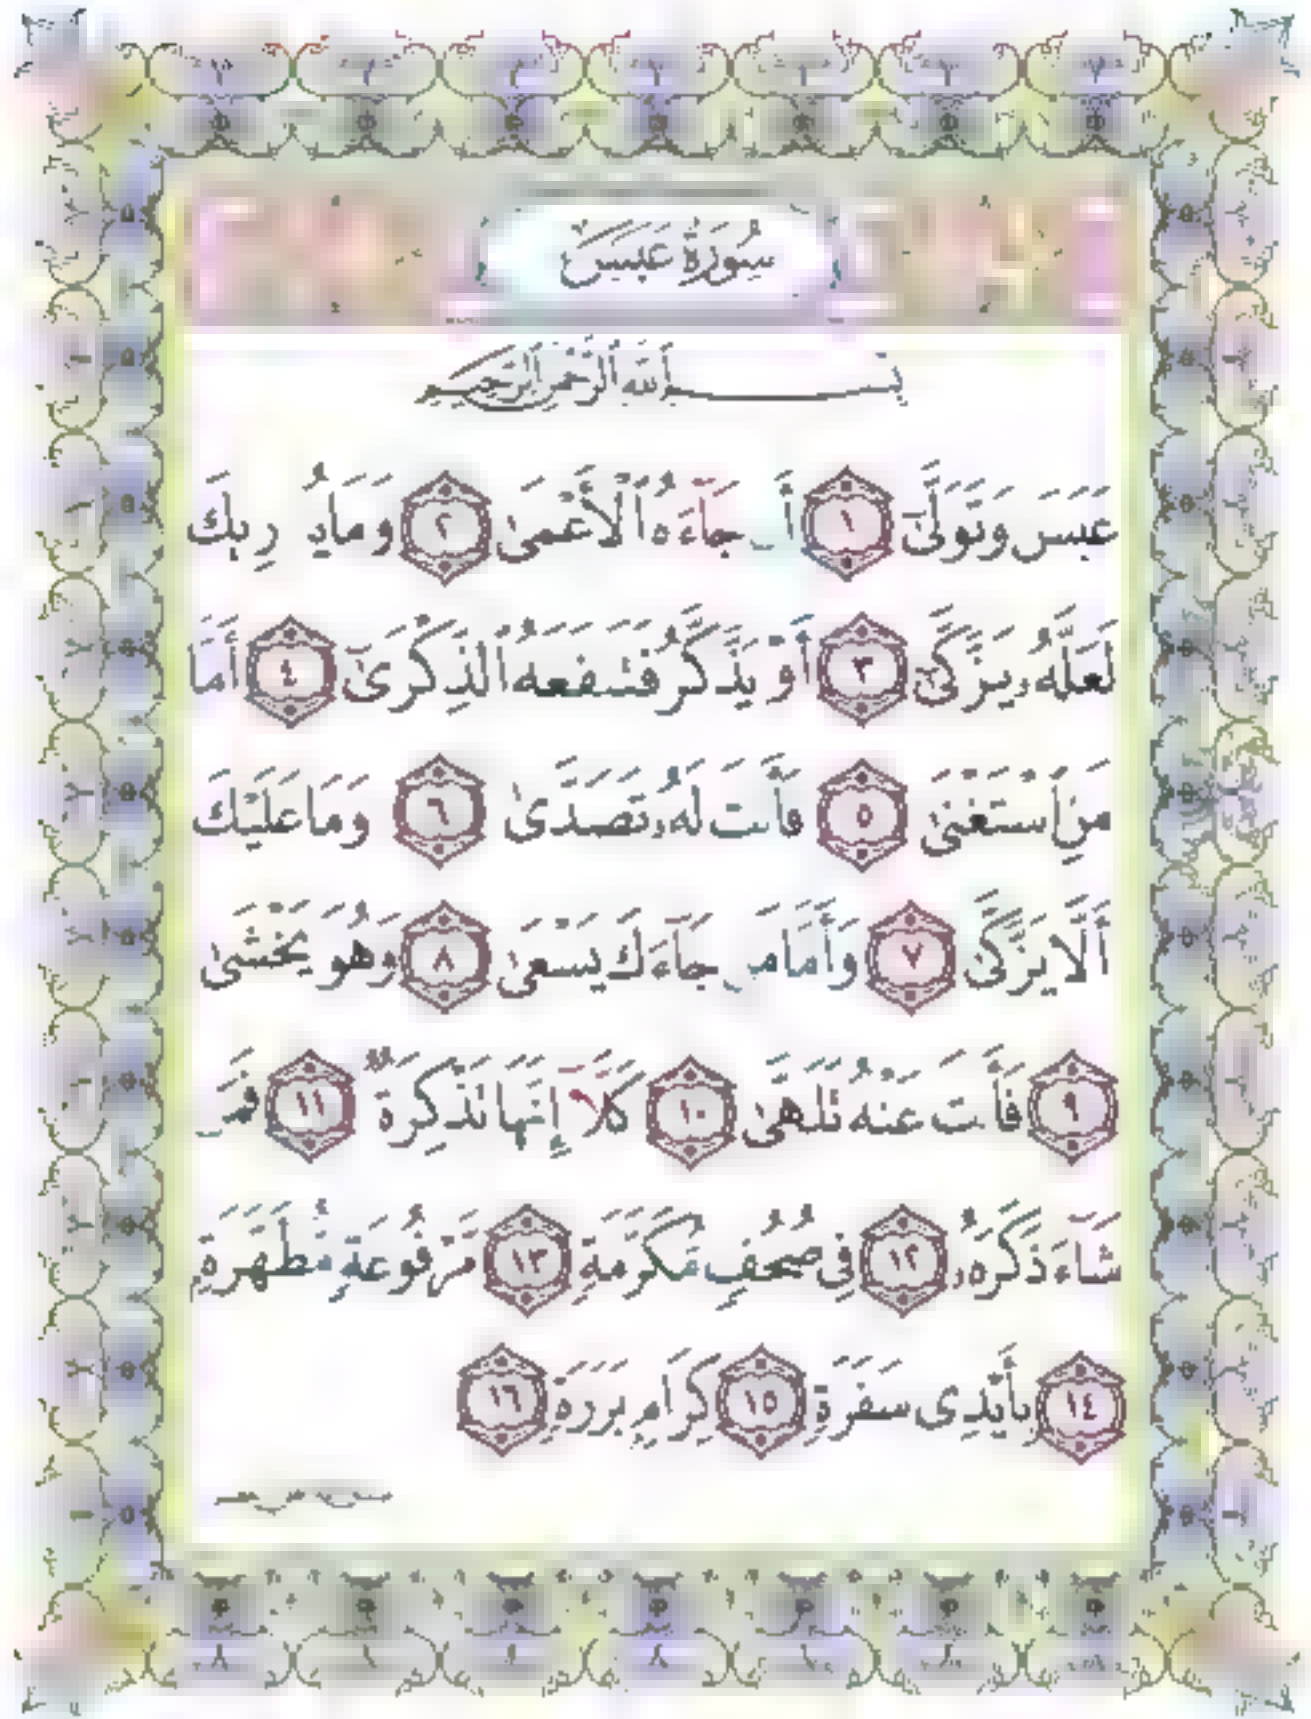 سُورَةُ عَبَسَ
بِسْمِ ٱللَّهِ ٱلرَّحْمَٰنِ ٱلرَّحِيمِ
عَبَسَ وَتَوَلَّىٰٓ ١ أَن جَآءَهُ ٱلْأَعْمَىٰ ٢ وَمَا يُدْرِيكَ
لَعَلَّهُۥ يَزَّكَّىٰٓ ٣ أَوْ يَذَّكَّرُ فَتَنفَعَهُ ٱلذِّكْرَىٰٓ ٤ أَمَّا
مَنِ ٱسْتَغْنَىٰ ٥ فَأَنتَ لَهُۥ تَصَدَّىٰ ٦ وَمَا عَلَيْكَ
أَلَّا يَزَّكَّىٰ ٧ وَأَمَّا مَن جَآءَكَ يَسْعَىٰ ٨ وَهُوَ يَخْشَىٰ
٩ فَأَنتَ عَنْهُ تَلَهَّىٰ ١٠ كَلَّآ إِنَّهَا تَذْكِرَةٌ ١١ فَمَن
شَآءَ ذَكَرَهُۥ ١٢ فِى صُحُفٍ مُّكَرَّمَةٍ ١٣ مَّرْفُوعَةٍ مُّطَهَّرَةٍۭ
١٤ بِأَيْدِى سَفَرَةٍ ١٥ كِرَامٍۭ بَرَرَةٍ ١٦